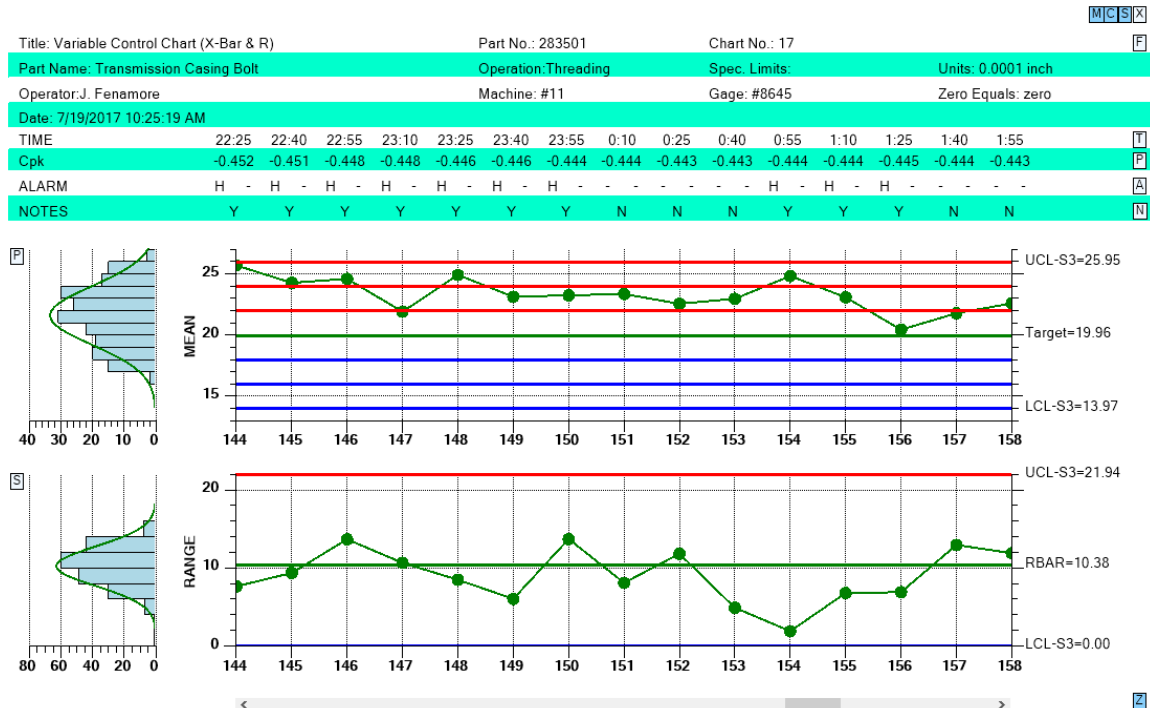 M C S X
Title: Variable Control Chart (X-Bar & R) Part No.: 283501 Chart No.: 17 F
Part Name: Transmission Casing Bolt Operation:Threading Spec. Limits: Units: 0.0001 inch
Operator:J. Fenamore Machine: #11 Gage: #8645 Zero Equals: zero
Date: 7/19/2017 10:25:19 AM
TIME 22:25 22:40 22:55 23:10 23:25 23:40 23:55 0:10 0:25 0:40 0:55 1:10 1:25 1:40 1:55 T
Cpk -0.452 -0.451 -0.448 -0.448 -0.446 -0.446 -0.444 -0.444 -0.443 -0.443 -0.444 -0.444 -0.445 -0.444 -0.443 P
ALARM H - H - H - H - H - H - H - - - - - - - H - H - H - - - - - A
NOTES Y Y Y Y Y Y Y N N N Y Y Y N N N
P
MEAN
25
20
15
UCL-S3=25.95
Target=19.96
LCL-S3=13.97
40 30 20 10 0
144 145 146 147 148 149 150 151 152 153 154 155 156 157 158
S
RANGE
20
10
0
UCL-S3=21.94
RBAR=10.38
LCL-S3=0.00
80 60 40 20 0
144 145 146 147 148 149 150 151 152 153 154 155 156 157 158
Z